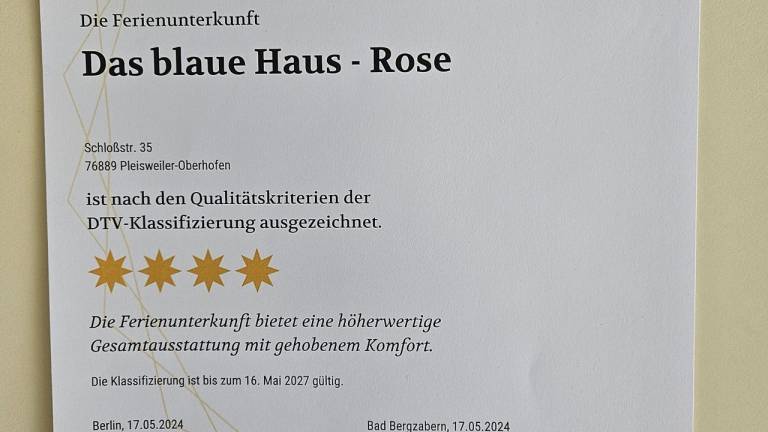 Die Ferienunterkunft
Das blaue Haus - Rose
Schloßstr. 35
76889 Pleisweiler-Oberhofen
ist nach den Qualitätskriterien der
DTV-Klassifizierung ausgezeichnet.
Die Ferienunterkunft bietet eine höherwertige
Gesamtausstattung mit gehobenem Komfort.
Die Klassifizierung ist bis zum 16. Mai 2027 gültig.
Berlin, 17.05.2024
Bad Bergzabern, 17.05.2024